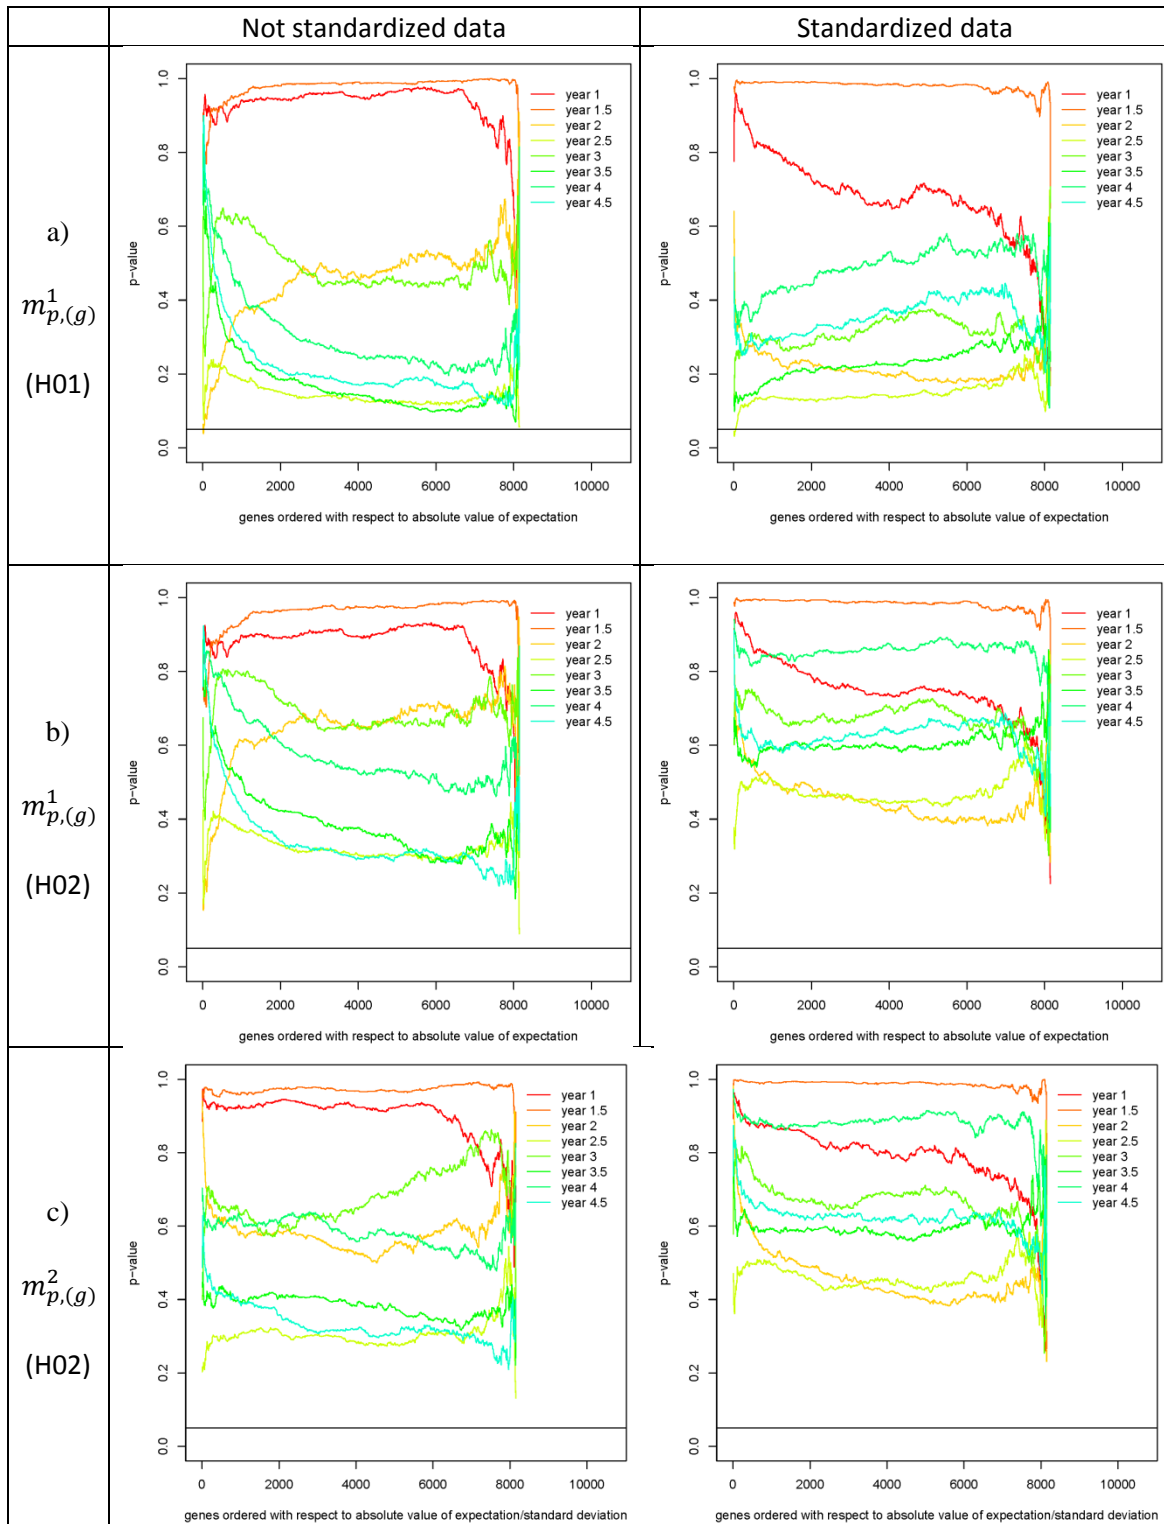 Not standardized data
Standardized data
a)
$m^1_{p,(g)}$
(H01)
1.0
0.8
0.6
0.4
0.2
0.0
p−value
year 1
year 1.5
year 2
year 2.5
year 3
year 3.5
year 4
year 4.5
0 2000 4000 6000 8000 10000
genes ordered with respect to absolute value of expectation
1.0
0.8
0.6
0.4
0.2
0.0
p−value
year 1
year 1.5
year 2
year 2.5
year 3
year 3.5
year 4
year 4.5
0 2000 4000 6000 8000 10000
genes ordered with respect to absolute value of expectation
b)
$m^1_{p,(g)}$
(H02)
1.0
0.8
0.6
0.4
0.2
0.0
p−value
year 1
year 1.5
year 2
year 2.5
year 3
year 3.5
year 4
year 4.5
0 2000 4000 6000 8000 10000
genes ordered with respect to absolute value of expectation
1.0
0.8
0.6
0.4
0.2
0.0
p−value
year 1
year 1.5
year 2
year 2.5
year 3
year 3.5
year 4
year 4.5
0 2000 4000 6000 8000 10000
genes ordered with respect to absolute value of expectation
c)
$m^2_{p,(g)}$
(H02)
1.0
0.8
0.6
0.4
0.2
0.0
p−value
year 1
year 1.5
year 2
year 2.5
year 3
year 3.5
year 4
year 4.5
0 2000 4000 6000 8000 10000
genes ordered with respect to absolute value of expectation/standard deviation
1.0
0.8
0.6
0.4
0.2
0.0
p−value
year 1
year 1.5
year 2
year 2.5
year 3
year 3.5
year 4
year 4.5
0 2000 4000 6000 8000 10000
genes ordered with respect to absolute value of expectation/standard deviation